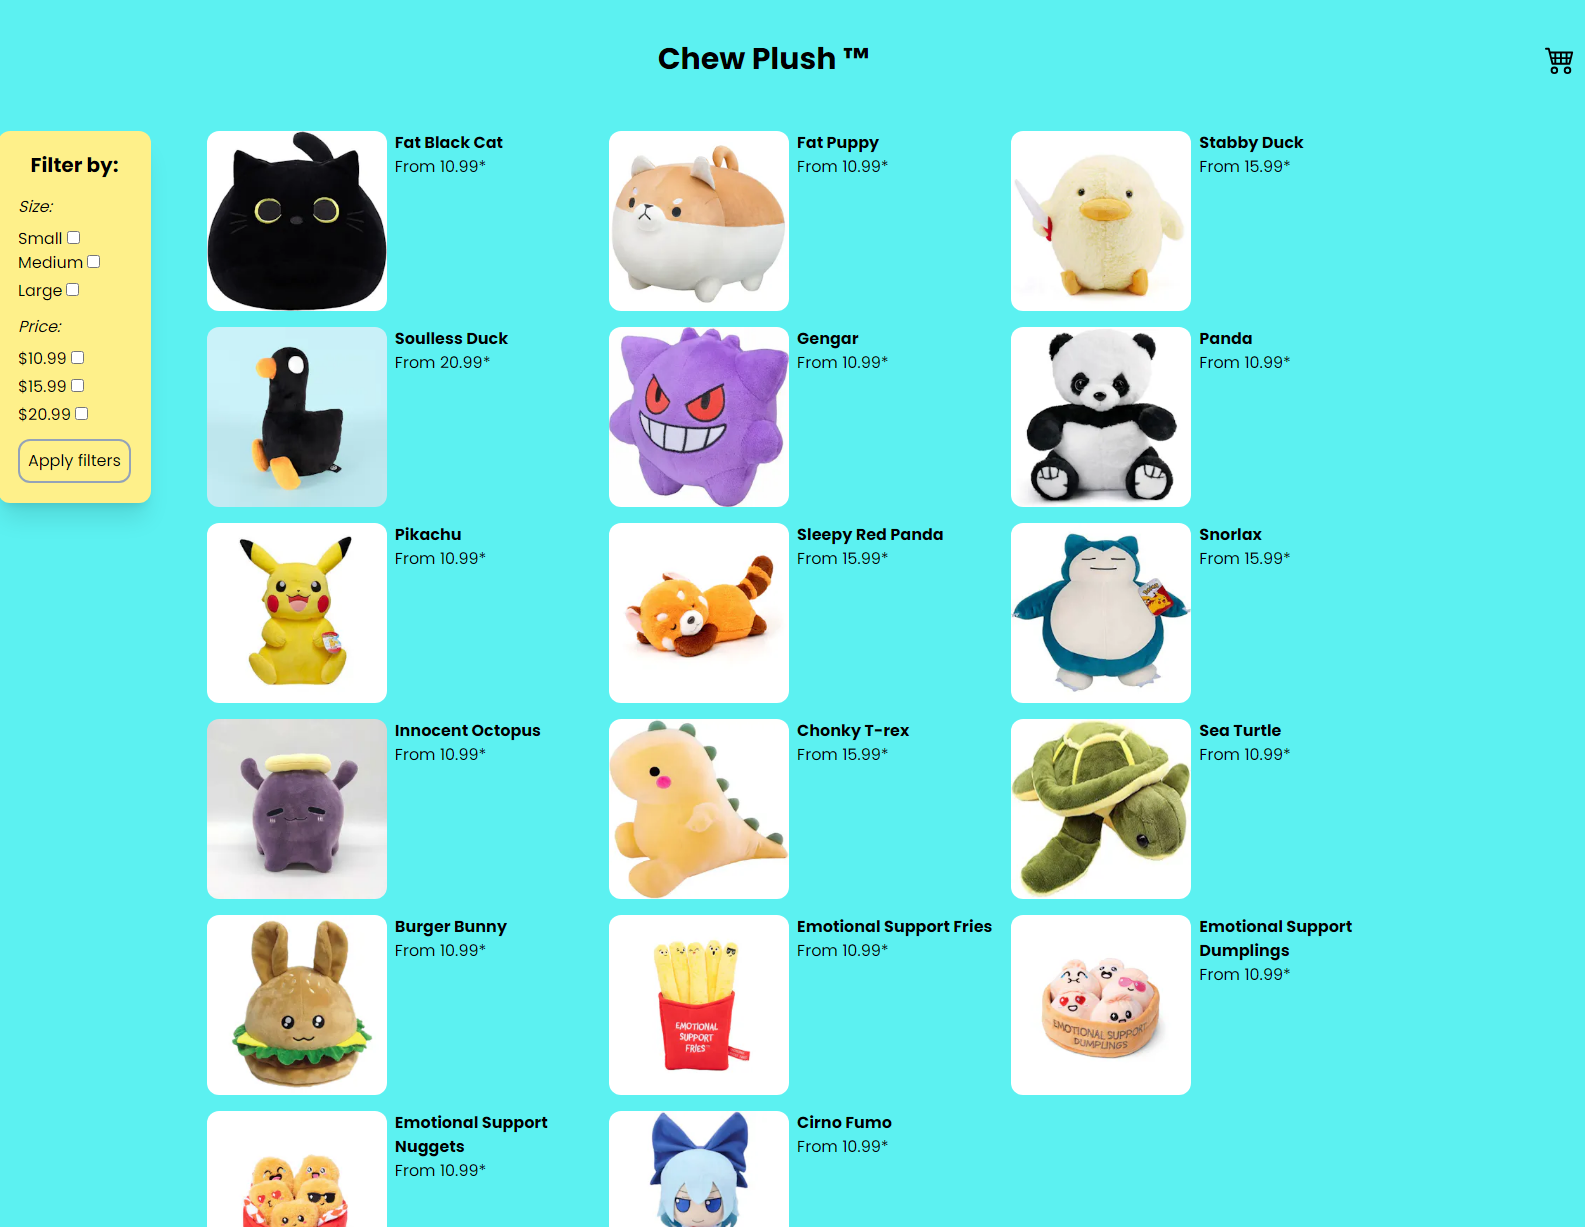 Chew Plush ™
Filter by:
Size:
Small
Medium
Large
Price:
$10.99
$15.99
$20.99
Apply filters
Fat Black Cat
From 10.99*
Fat Puppy
From 10.99*
Stabby Duck
From 15.99*
Soulless Duck
From 20.99*
Gengar
From 10.99*
Panda
From 10.99*
Pikachu
From 10.99*
Sleepy Red Panda
From 15.99*
Snorlax
From 15.99*
Innocent Octopus
From 10.99*
Chonky T-rex
From 15.99*
Sea Turtle
From 10.99*
Burger Bunny
From 10.99*
EMOTIONAL
SUPPORT
FRIES™
Emotional Support Fries
From 10.99*
EMOTIONAL SUPPORT
DUMPLINGS
Emotional Support
Dumplings
From 10.99*
Emotional Support
Nuggets
From 10.99*
Cirno Fumo
From 10.99*